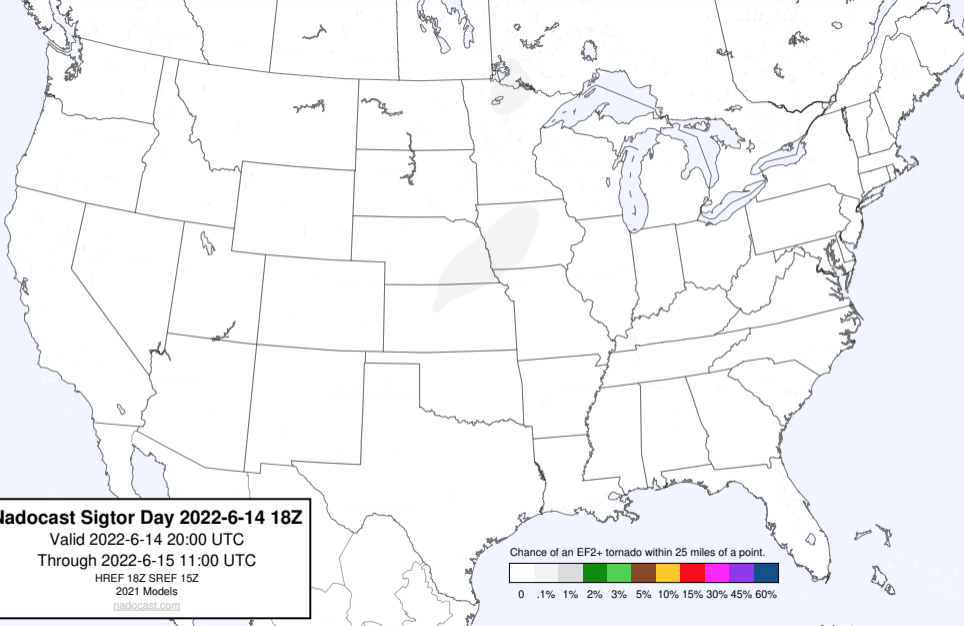 Nadocast Sigtor Day 2022-6-14 18Z
Valid 2022-6-14 20:00 UTC
Through 2022-6-15 11:00 UTC
HREF 18Z SREF 15Z
2021 Models
nadocast.com
Chance of an EF2+ tornado within 25 miles of a point.
0 .1% 1% 2% 3% 5% 10% 15% 30% 45% 60%